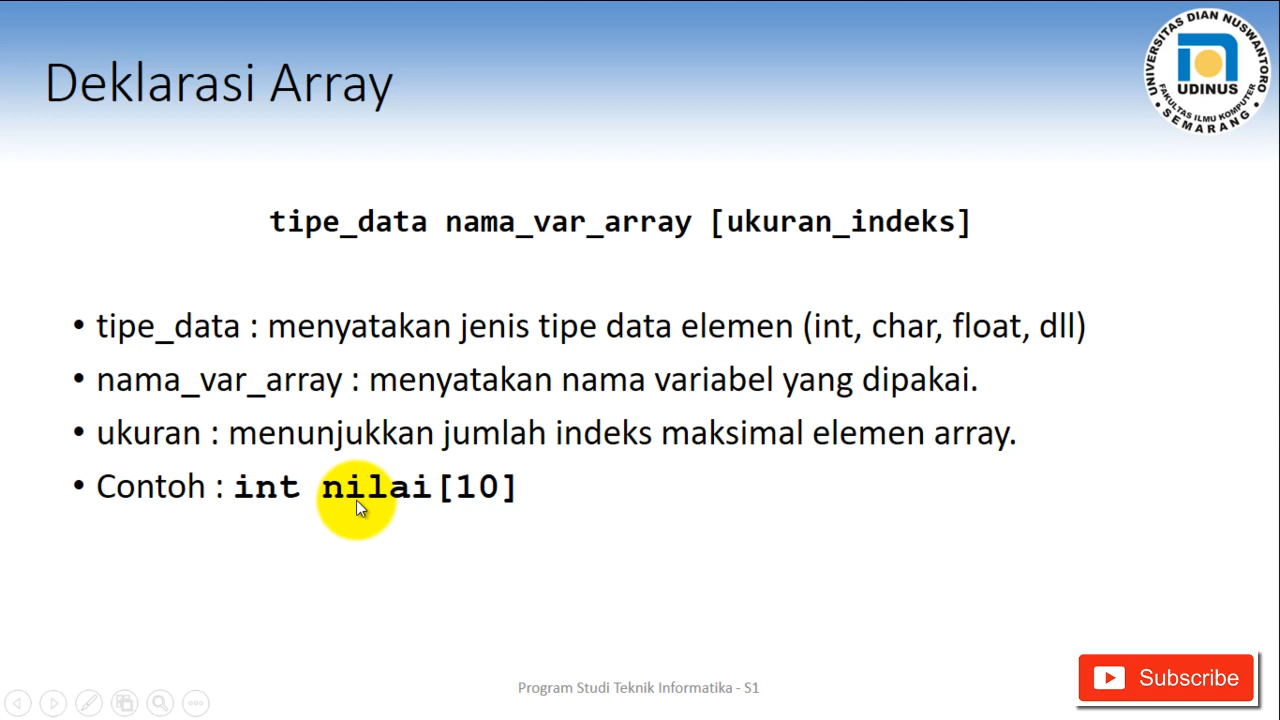 Deklarasi Array
UNIVERSITAS DIAN NUSWANTORO
UDINUS
FAKULTAS ILMU KOMPUTER
• SEMARANG •
tipe_data nama_var_array [ukuran_indeks]
• tipe_data : menyatakan jenis tipe data elemen (int, char, float, dll)
• nama_var_array : menyatakan nama variabel yang dipakai.
• ukuran : menunjukkan jumlah indeks maksimal elemen array.
• Contoh : int nilai[10]
Program Studi Teknik Informatika - S1
Subscribe